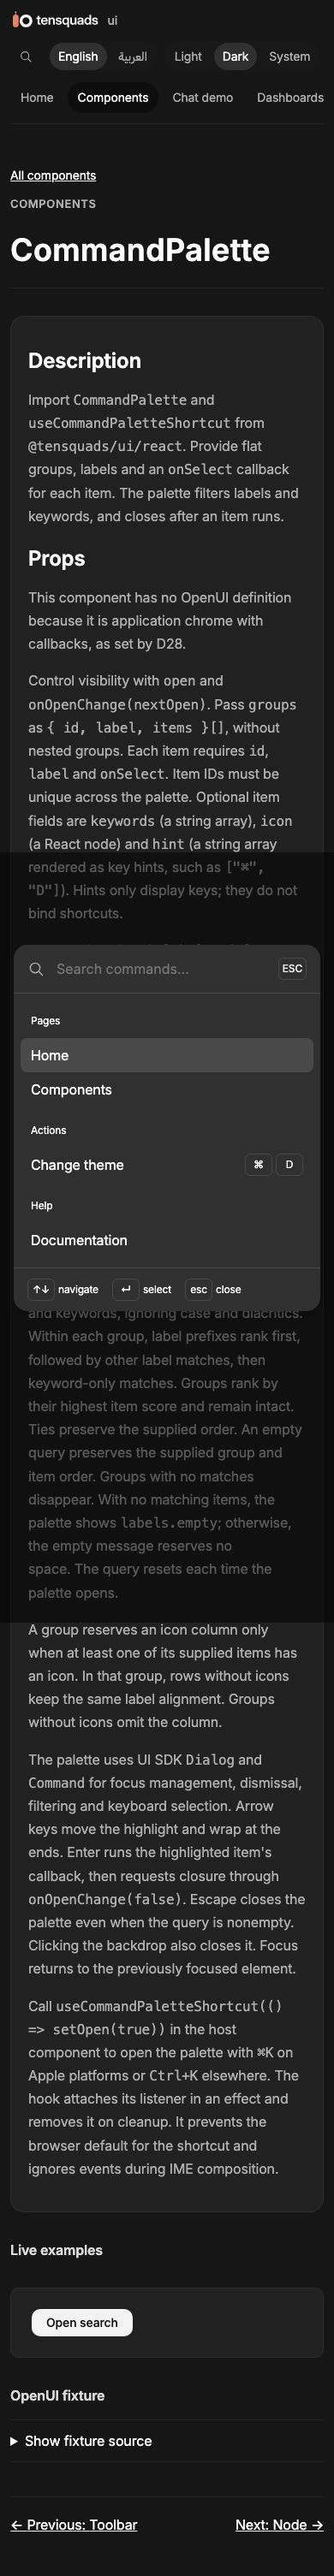 tensquads ui
English العربية Light Dark System
Home Components Chat demo Dashboards
All components
COMPONENTS
CommandPalette
Description
Import CommandPalette and
useCommandPaletteShortcut from
@tensquads/ui/react. Provide flat
groups, labels and an onSelect callback
for each item. The palette filters labels and
keywords, and closes after an item runs.
Props
This component has no OpenUI definition
because it is application chrome with
callbacks, as set by D28.
Control visibility with open and
onOpenChange(nextOpen). Pass groups
as { id, label, items }[], without
nested groups. Each item requires id,
label and onSelect. Item IDs must be
unique across the palette. Optional item
fields are keywords (a string array), icon
(a React node) and hint (a string array
rendered as key hints, such as ["⌘",
"D"]). Hints only display keys; they do not
bind shortcuts.
Search commands... ESC
Pages
Home
Components
Actions
Change theme ⌘ D
Help
Documentation
↑↓ navigate ↵ select esc close
and keywords, ignoring case and diacritics.
Within each group, label prefixes rank first,
followed by other label matches, then
keyword-only matches. Groups rank by
their highest item score and remain intact.
Ties preserve the supplied order. An empty
query preserves the supplied group and
item order. Groups with no matches
disappear. With no matching items, the
palette shows labels.empty; otherwise,
the empty message reserves no
space. The query resets each time the
palette opens.
A group reserves an icon column only
when at least one of its supplied items has
an icon. In that group, rows without icons
keep the same label alignment. Groups
without icons omit the column.
The palette uses UI SDK Dialog and
Command for focus management, dismissal,
filtering and keyboard selection. Arrow
keys move the highlight and wrap at the
ends. Enter runs the highlighted item's
callback, then requests closure through
onOpenChange(false). Escape closes the
palette even when the query is nonempty.
Clicking the backdrop also closes it. Focus
returns to the previously focused element.
Call useCommandPaletteShortcut(()
=> setOpen(true)) in the host
component to open the palette with ⌘K on
Apple platforms or Ctrl+K elsewhere. The
hook attaches its listener in an effect and
removes it on cleanup. It prevents the
browser default for the shortcut and
ignores events during IME composition.
Live examples
Open search
OpenUI fixture
▶ Show fixture source
← Previous: Toolbar Next: Node →